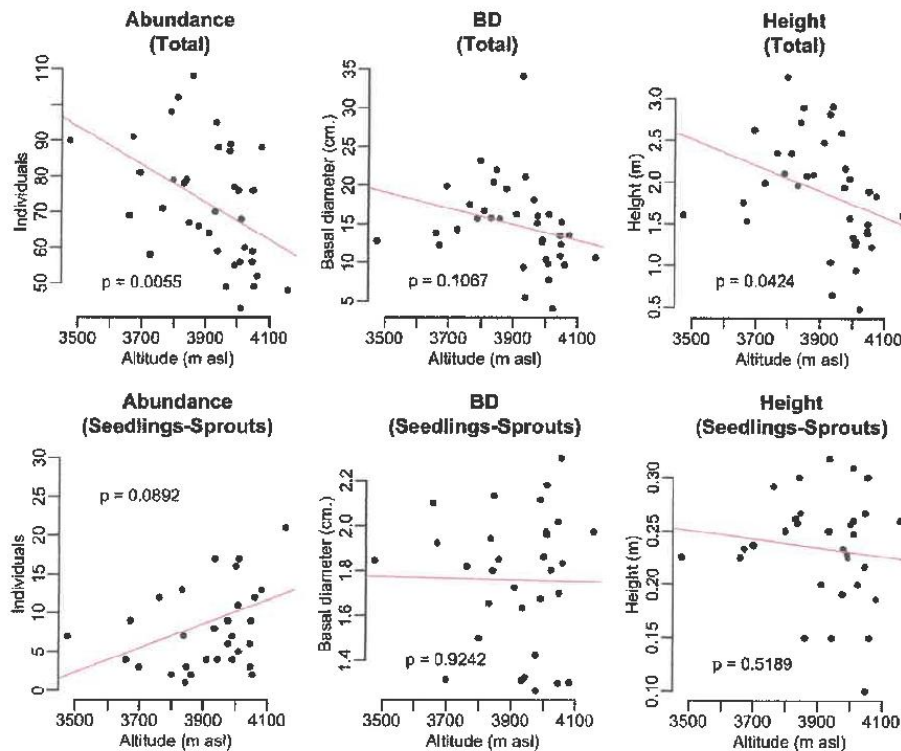 Abundance
(Total)
BD
(Total)
Height
(Total)
Individuals
50 70 90 110
p = 0.0055
3500 3700 3900 4100
Altitude (m asl)
Basal diameter (cm.)
5 10 15 20 25 30 35
p = 0.1067
3500 3700 3900 4100
Altitude (m asl)
Height (m)
0.5 1.0 1.5 2.0 2.5 3.0
p = 0.0424
3500 3700 3900 4100
Altitude (m asl)
Abundance
(Seedlings-Sprouts)
BD
(Seedlings-Sprouts)
Height
(Seedlings-Sprouts)
Individuals
0 5 10 15 20 25 30
p = 0.0892
3500 3700 3900 4100
Altitude (m asl)
Basal diameter (cm.)
1.4 1.6 1.8 2.0 2.2
p = 0.9242
3500 3700 3900 4100
Altitude (m asl)
Height (m)
0.10 0.15 0.20 0.25 0.30
p = 0.5189
3500 3700 3900 4100
Altitude (m asl)